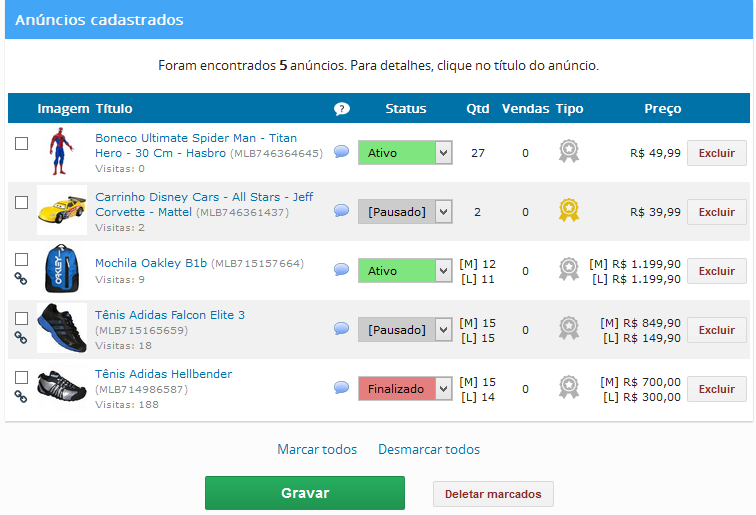 Anúncios cadastrados
Foram encontrados 5 anúncios. Para detalhes, clique no título do anúncio.
Imagem Título ? Status Qtd Vendas Tipo Preço
Boneco Ultimate Spider Man - Titan
Hero - 30 Cm - Hasbro (MLB746364645) Ativo 27 0 R$ 49,99 Excluir
Visitas: 0
Carrinho Disney Cars - All Stars - Jeff
Corvette - Mattel (MLB746361437) [Pausado] 2 0 R$ 39,99 Excluir
Visitas: 2
OAKLEY
Mochila Oakley B1b (MLB715157664) Ativo [M] 12 0 [M] R$ 1.199,90 Excluir
Visitas: 9 [L] 11 [L] R$ 1.199,90
Tênis Adidas Falcon Elite 3 [M] 15 [M] R$ 849,90
(MLB715165659) [Pausado] [L] 15 0 [L] R$ 149,90 Excluir
Visitas: 18
Tênis Adidas Hellbender [M] 15 [M] R$ 700,00
(MLB714986587) Finalizado [L] 14 0 [L] R$ 300,00 Excluir
Visitas: 188
Marcar todos Desmarcar todos
Gravar Deletar marcados